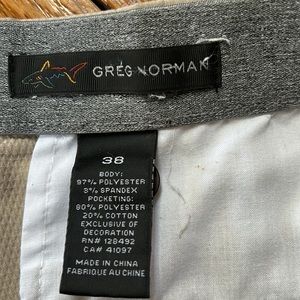 GREG NORMAN
38
BODY:
97% POLYESTER
3% SPANDEX
POCKETING:
80% POLYESTER
20% COTTON
EXCLUSIVE OF
DECORATION
RN# 128492
CA# 41097
MADE IN CHINA
FABRIQUE AU CHINE